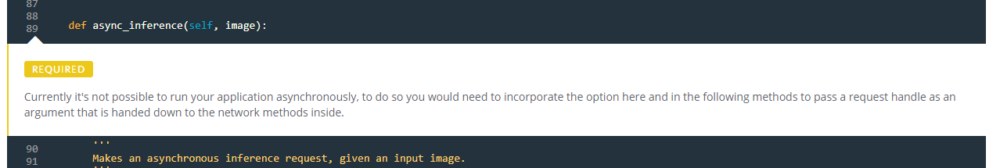 87
88
89 def async_inference(self, image):
REQUIRED
Currently it's not possible to run your application asynchronously, to do so you would need to incorporate the option here and in the following methods to pass a request handle as an
argument that is handed down to the network methods inside.
90 '''
91 Makes an asynchronous inference request, given an input image.
'''